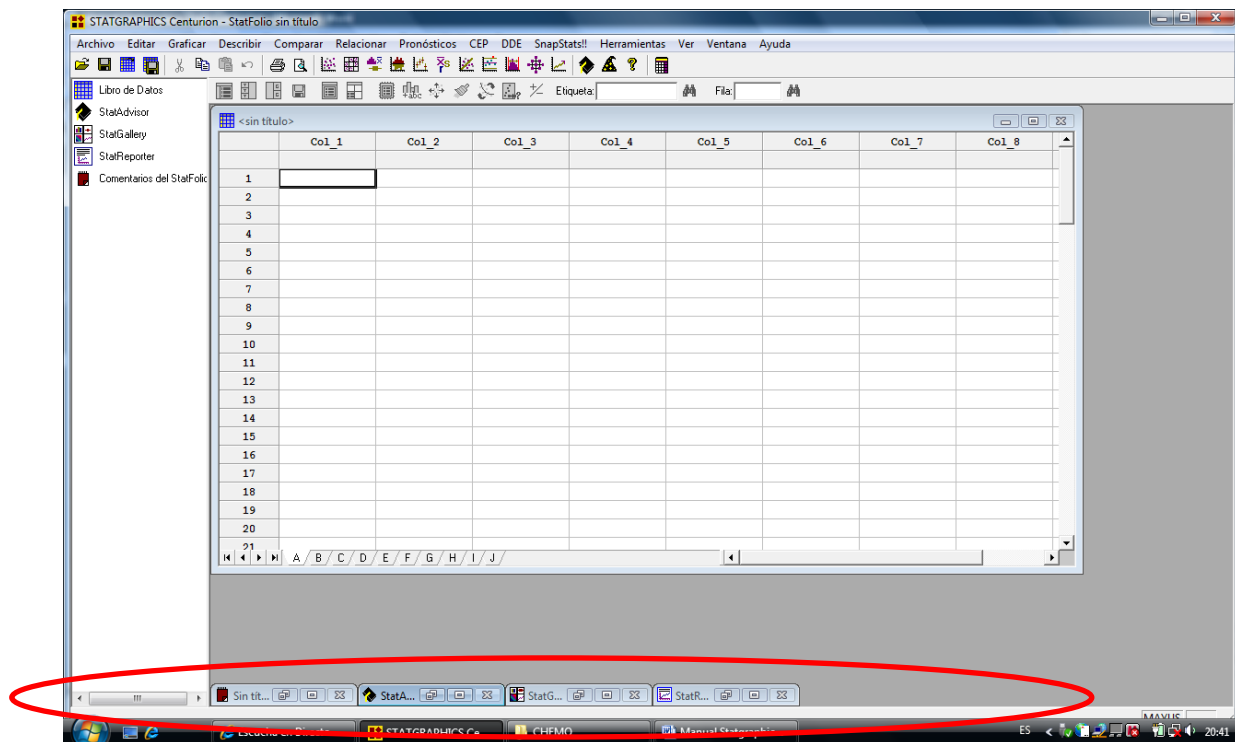 STATGRAPHICS Centurion - StatFolio sin título
Archivo Editar Graficar Describir Comparar Relacionar Pronósticos CEP DDE SnapStats!! Herramientas Ver Ventana Ayuda
Libro de Datos
Etiqueta: Fila:
StatAdvisor
StatGallery
StatReporter
Comentarios del StatFolio
<sin título>
Col_1 Col_2 Col_3 Col_4 Col_5 Col_6 Col_7 Col_8
1
2
3
4
5
6
7
8
9
10
11
12
13
14
15
16
17
18
19
20
21
A B C D E F G H I J
Sin tít... StatA... StatG... StatR...
MAYUS
STATGRAPHICS Ce... CHEMO Manual Statgraphic...
ES 20:41